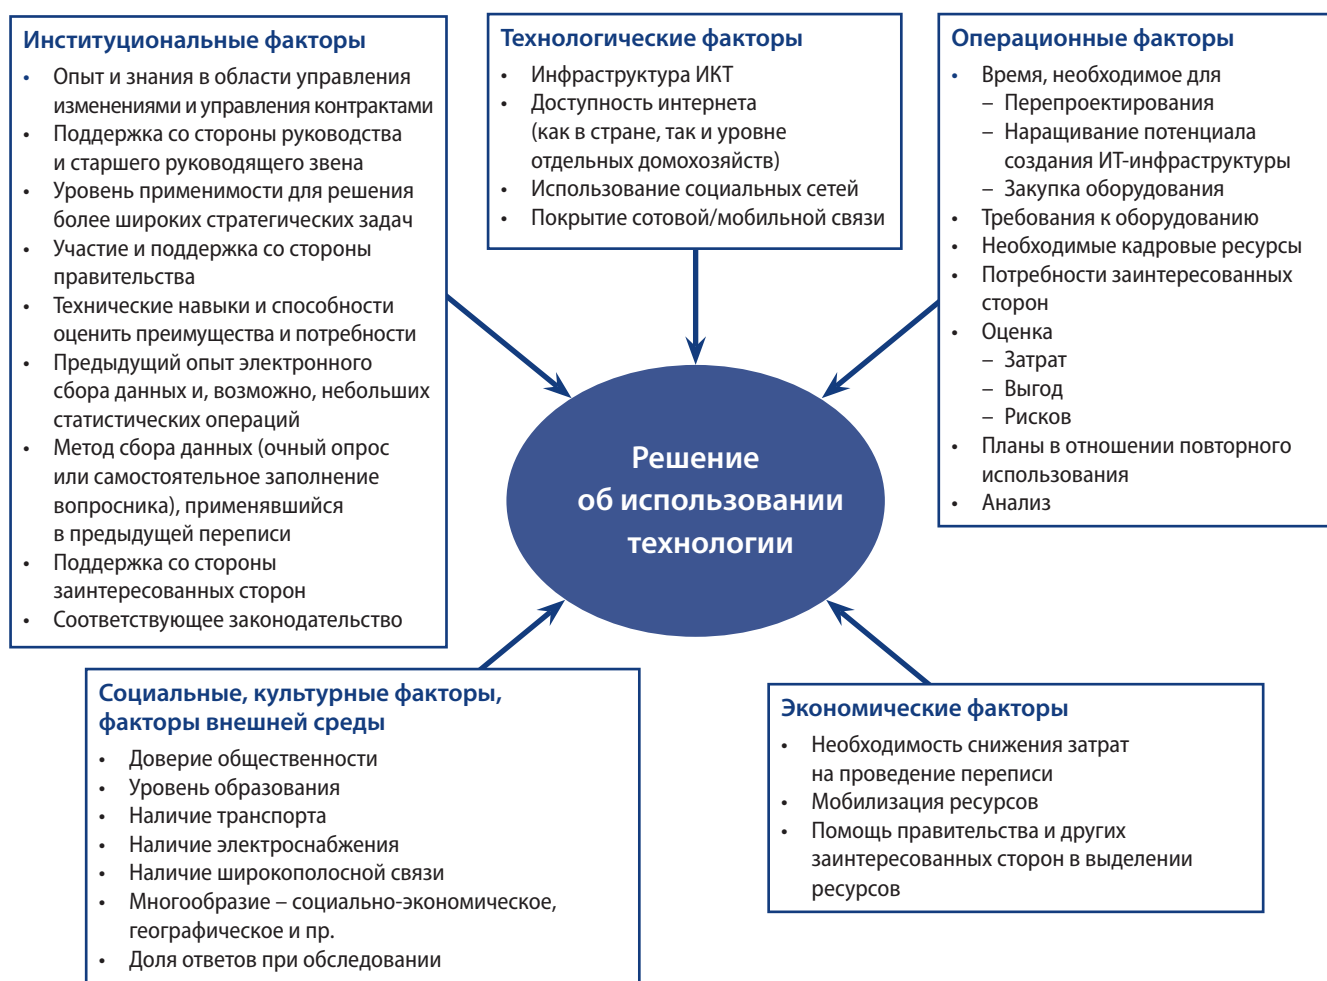 Институциональные факторы
• Опыт и знания в области управления
изменениями и управления контрактами
• Поддержка со стороны руководства
и старшего руководящего звена
• Уровень применимости для решения
более широких стратегических задач
• Участие и поддержка со стороны
правительства
• Технические навыки и способности
оценить преимущества и потребности
• Предыдущий опыт электронного
сбора данных и, возможно, небольших
статистических операций
• Метод сбора данных (очный опрос
или самостоятельное заполнение
вопросника), применявшийся
в предыдущей переписи
• Поддержка со стороны
заинтересованных сторон
• Соответствующее законодательство
Технологические факторы
• Инфраструктура ИКТ
• Доступность интернета
(как в стране, так и уровне
отдельных домохозяйств)
• Использование социальных сетей
• Покрытие сотовой/мобильной связи
Операционные факторы
• Время, необходимое для
– Перепроектирования
– Наращивание потенциала
создания ИТ-инфраструктуры
– Закупка оборудования
• Требования к оборудованию
• Необходимые кадровые ресурсы
• Потребности заинтересованных
сторон
• Оценка
– Затрат
– Выгод
– Рисков
• Планы в отношении повторного
использования
• Анализ
Решение
об использовании
технологии
Социальные, культурные факторы,
факторы внешней среды
• Доверие общественности
• Уровень образования
• Наличие транспорта
• Наличие электроснабжения
• Наличие широкополосной связи
• Многообразие – социально-экономическое,
географическое и пр.
• Доля ответов при обследовании
Экономические факторы
• Необходимость снижения затрат
на проведение переписи
• Мобилизация ресурсов
• Помощь правительства и других
заинтересованных сторон в выделении
ресурсов